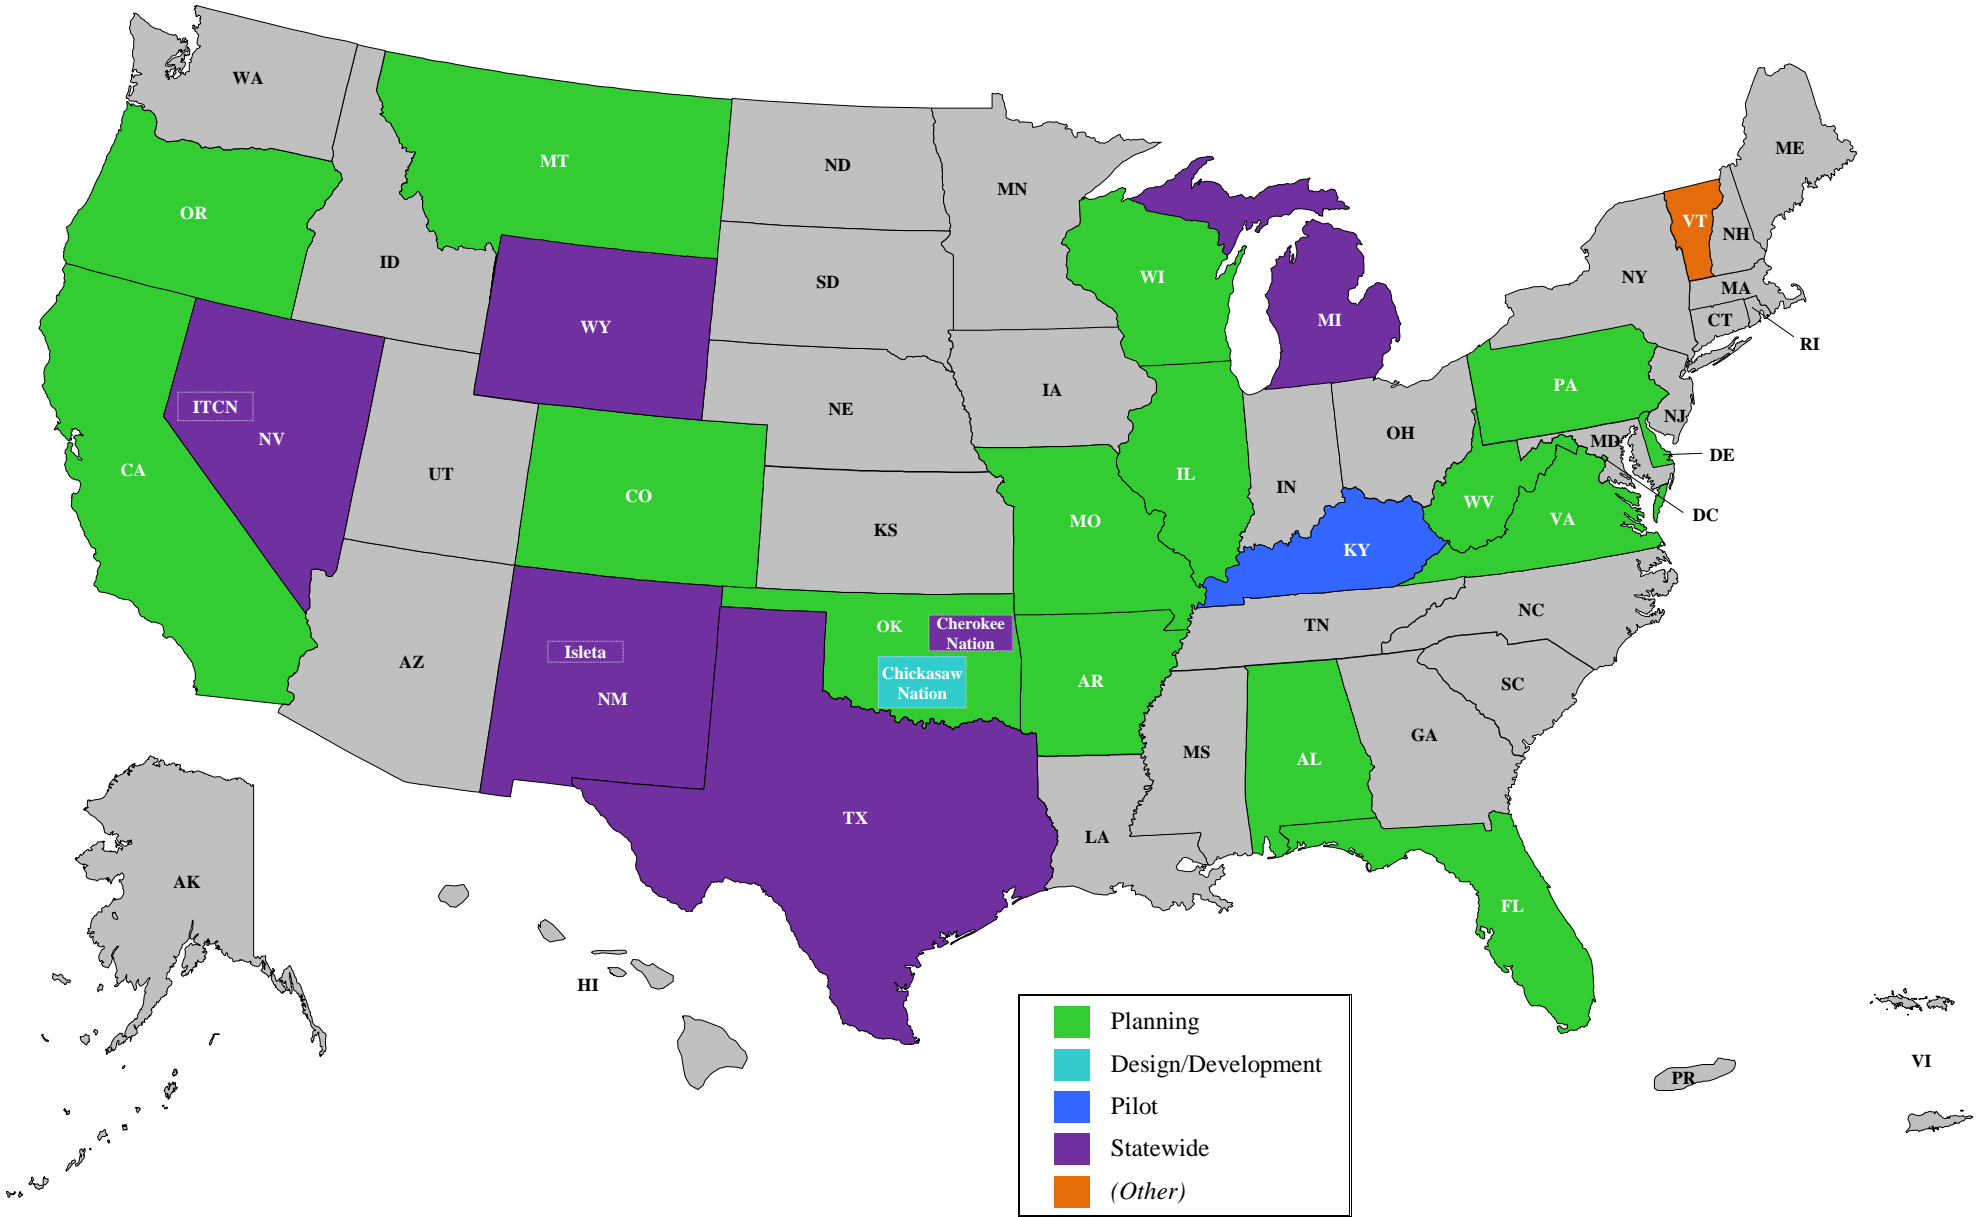 WA
MT
ND
MN
ME
OR
ID
SD
WI
VT
NH
NY
MA
WY
MI
CT
RI
ITCN
NV
NE
IA
PA
NJ
CA
UT
CO
KS
MO
IL
IN
OH
MD
DE
WV
VA
DC
KY
AZ
Isleta
NM
OK
Cherokee
Nation
Chickasaw
Nation
AR
TN
NC
SC
MS
AL
GA
TX
LA
FL
AK
HI
PR
VI
Planning
Design/Development
Pilot
Statewide
(Other)